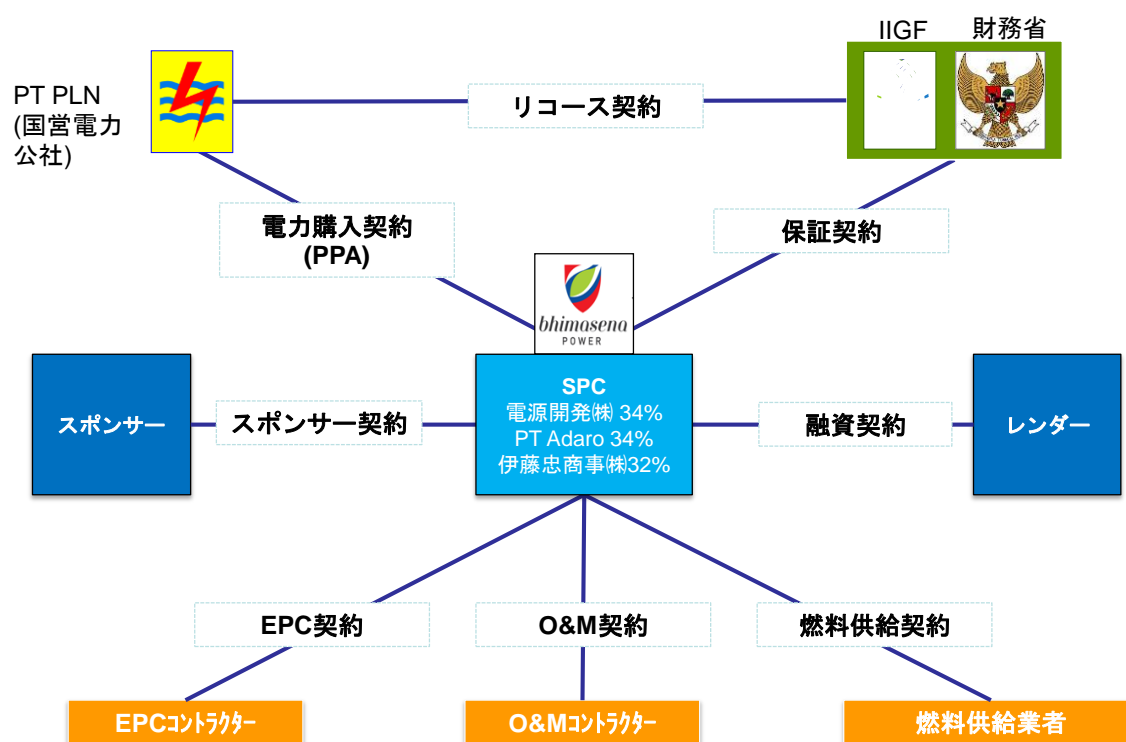 IIGF
財務省
PT PLN
(国営電力
公社)
リコース契約
電力購入契約
(PPA)
保証契約
bhimasena
POWER
スポンサー
スポンサー契約
SPC
電源開発㈱ 34%
PT Adaro 34%
伊藤忠商事㈱32%
融資契約
レンダー
EPC契約
O&M契約
燃料供給契約
EPCｺﾝﾄﾗｸﾀｰ
O&Mｺﾝﾄﾗｸﾀｰ
燃料供給業者